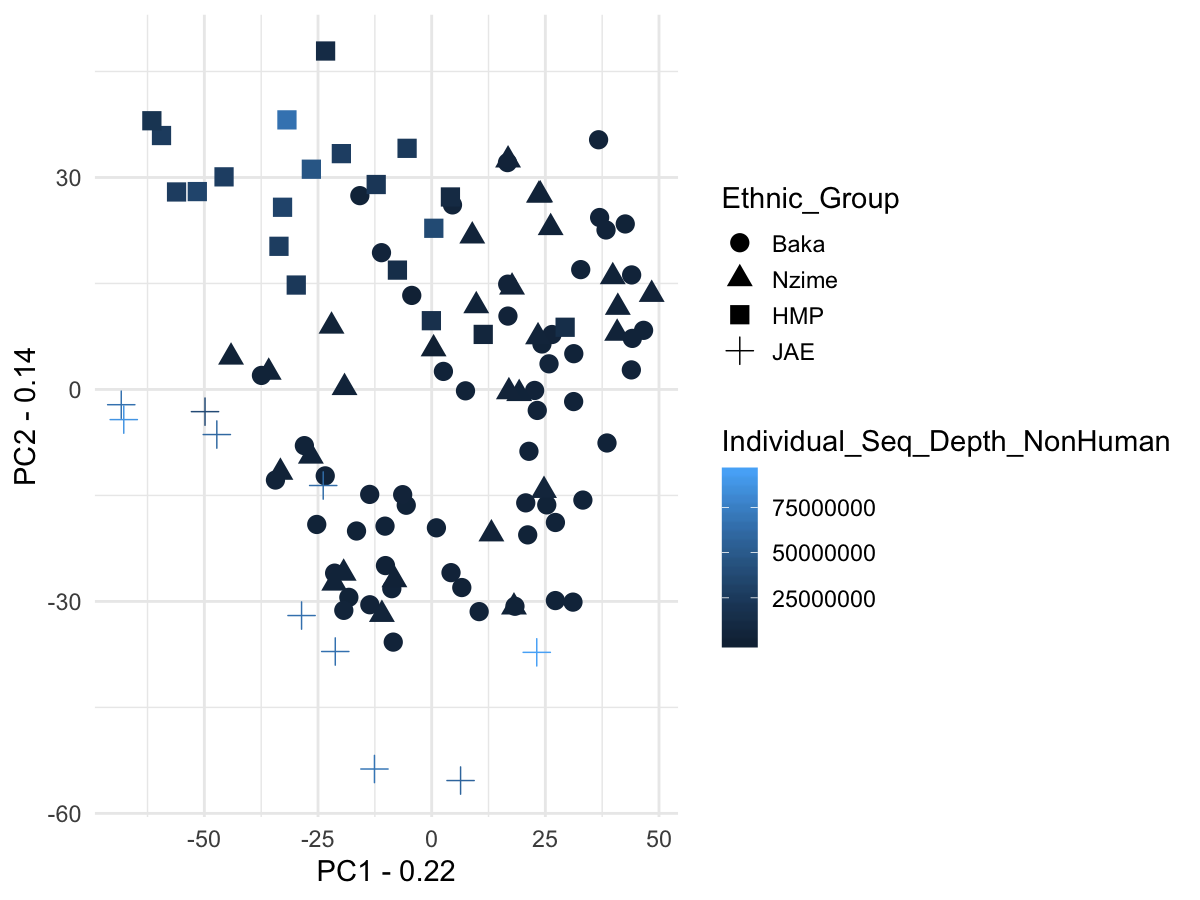 Ethnic_Group
Baka
Nzime
HMP
JAE
Individual_Seq_Depth_NonHuman
75000000
50000000
25000000
PC2 - 0.14
30
0
-30
-60
-50
-25
0
25
50
PC1 - 0.22